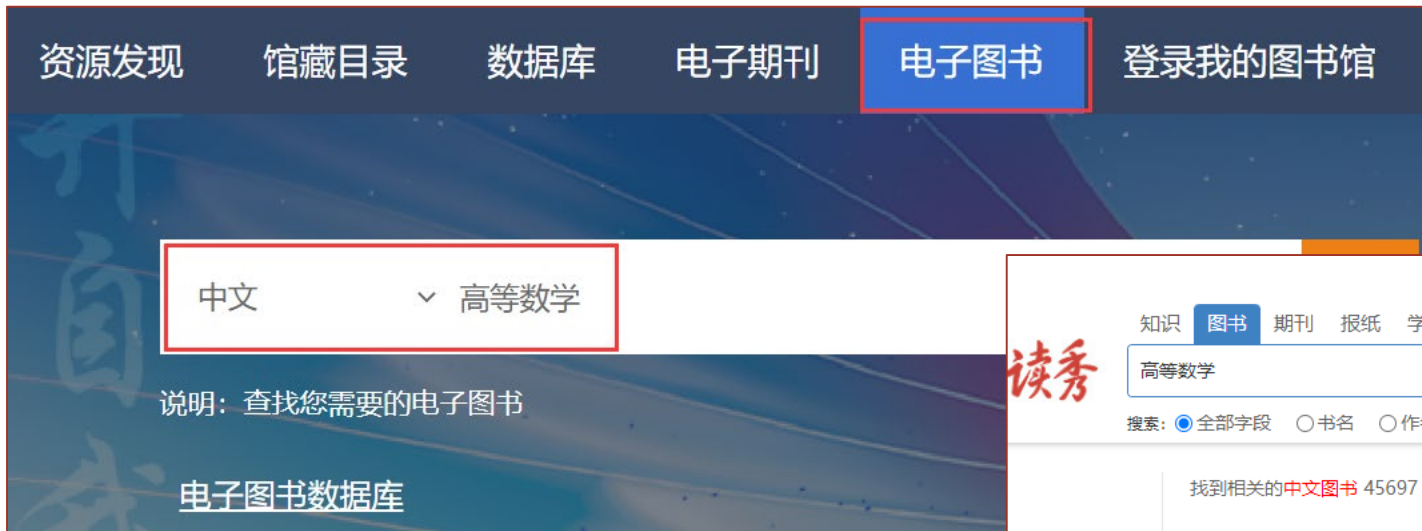 资源发现 馆藏目录 数据库 电子期刊 电子图书 登录我的图书馆
自我
中文 高等数学
说明：查找您需要的电子图书
电子图书数据库
读秀
知识 图书 期刊 报纸 学
高等数学
搜索: 全部字段 书名
找到相关的中文图书 45697